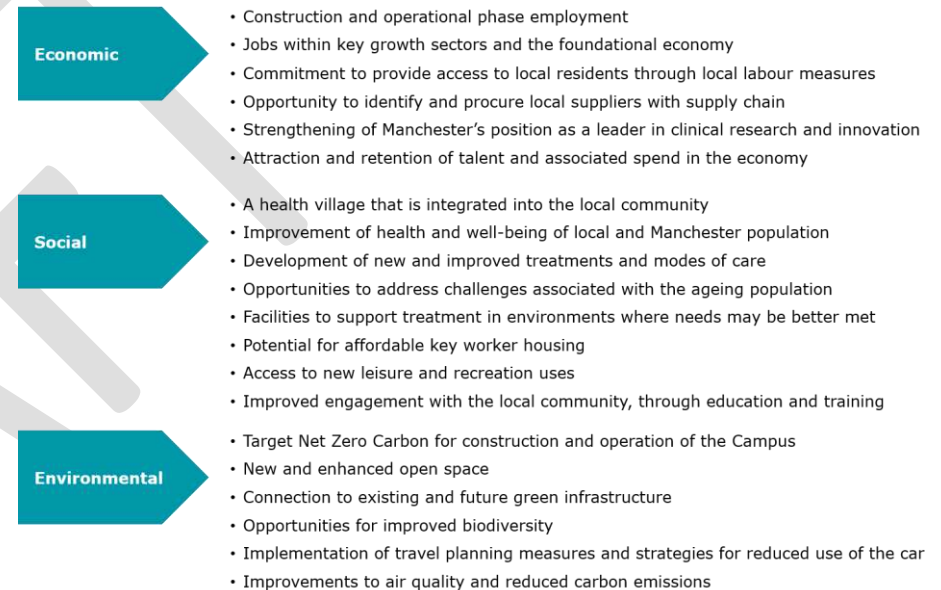 Economic
• Construction and operational phase employment
• Jobs within key growth sectors and the foundational economy
• Commitment to provide access to local residents through local labour measures
• Opportunity to identify and procure local suppliers with supply chain
• Strengthening of Manchester’s position as a leader in clinical research and innovation
• Attraction and retention of talent and associated spend in the economy
Social
• A health village that is integrated into the local community
• Improvement of health and well-being of local and Manchester population
• Development of new and improved treatments and modes of care
• Opportunities to address challenges associated with the ageing population
• Facilities to support treatment in environments where needs may be better met
• Potential for affordable key worker housing
• Access to new leisure and recreation uses
• Improved engagement with the local community, through education and training
Environmental
• Target Net Zero Carbon for construction and operation of the Campus
• New and enhanced open space
• Connection to existing and future green infrastructure
• Opportunities for improved biodiversity
• Implementation of travel planning measures and strategies for reduced use of the car
• Improvements to air quality and reduced carbon emissions